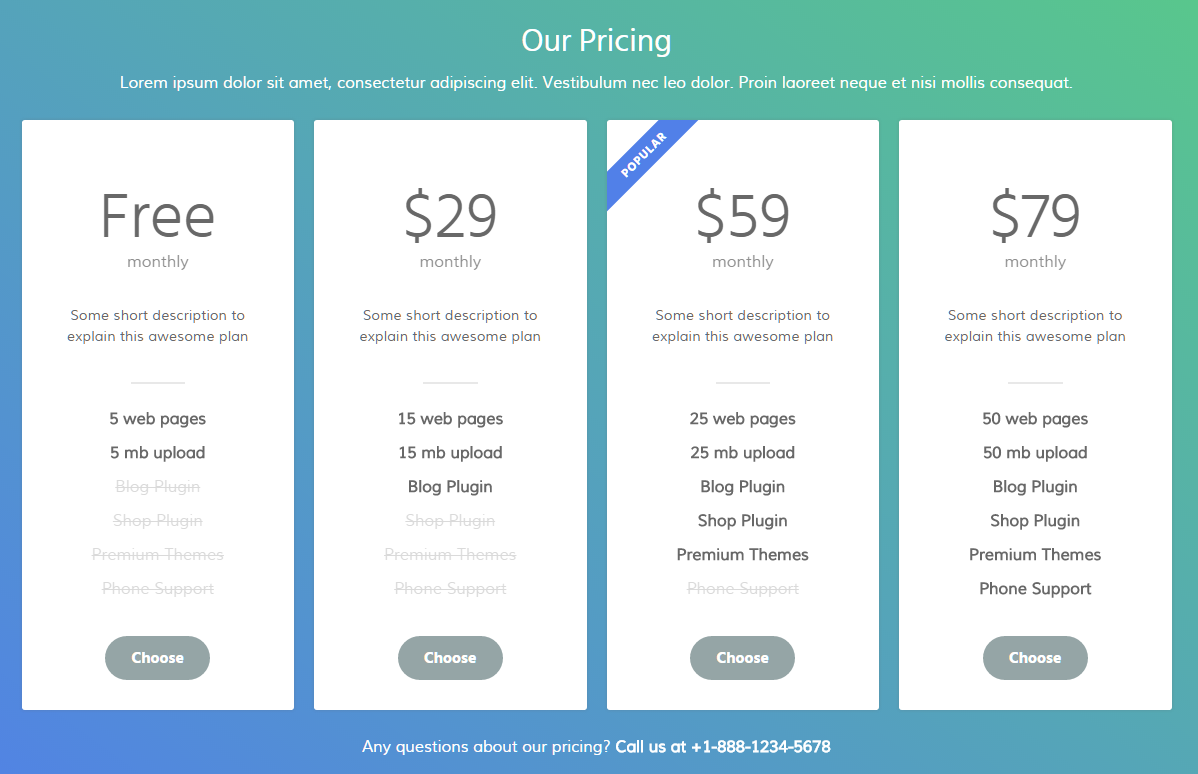 Our Pricing
Lorem ipsum dolor sit amet, consectetur adipiscing elit. Vestibulum nec leo dolor. Proin laoreet neque et nisi mollis consequat.
Free
monthly
Some short description to
explain this awesome plan
5 web pages
5 mb upload
Blog Plugin
Shop Plugin
Premium Themes
Phone Support
Choose
$29
monthly
Some short description to
explain this awesome plan
15 web pages
15 mb upload
Blog Plugin
Shop Plugin
Premium Themes
Phone Support
Choose
POPULAR
$59
monthly
Some short description to
explain this awesome plan
25 web pages
25 mb upload
Blog Plugin
Shop Plugin
Premium Themes
Phone Support
Choose
$79
monthly
Some short description to
explain this awesome plan
50 web pages
50 mb upload
Blog Plugin
Shop Plugin
Premium Themes
Phone Support
Choose
Any questions about our pricing? Call us at +1-888-1234-5678